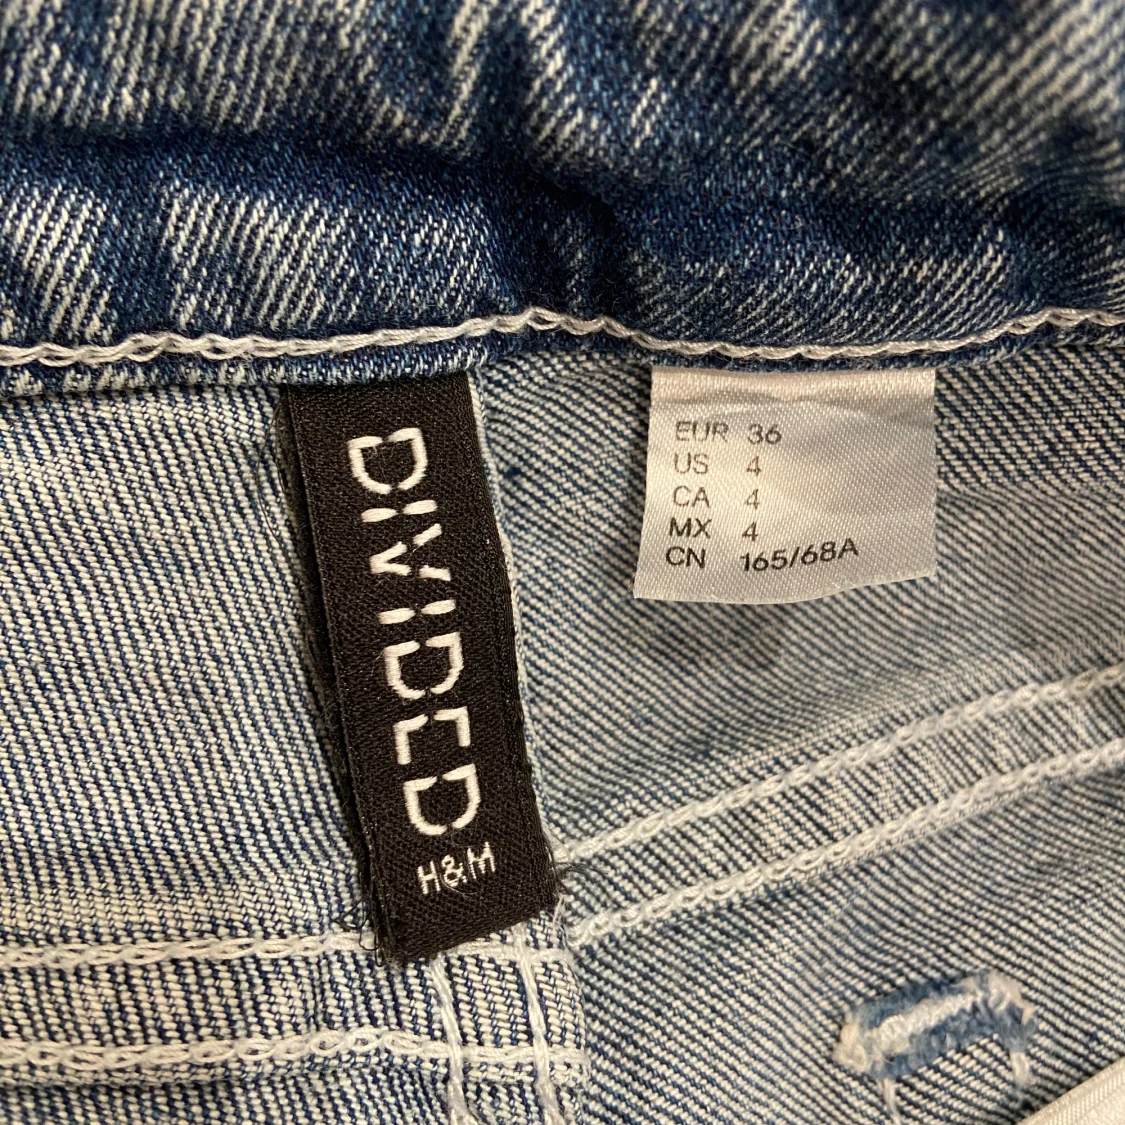 DIVIDED
H&M
EUR 36
US 4
CA 4
MX 4
CN 165/68A